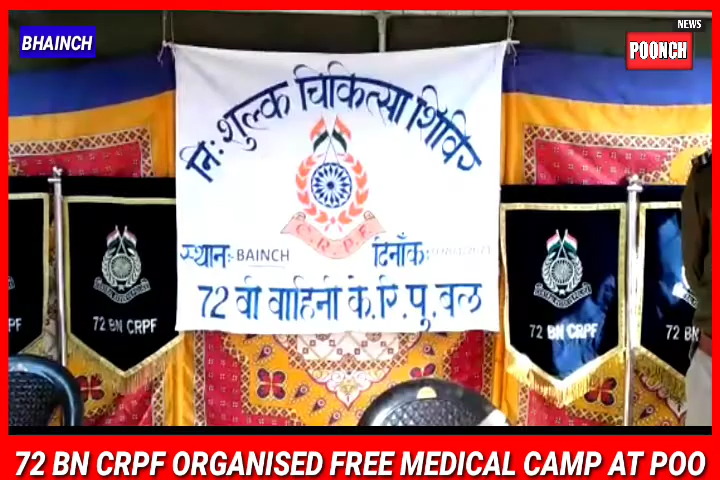 BHAINCH
NEWS
POONCH
निःशुल्क चिकित्सा शिविर
C.R.P.F
स्थान:- BAINCH
दिनाँक:
72 वी वाहिनी के.रि.पु.बल
PF
72 BN CRPF
72 BN CRPF
72 BN
72 BN CRPF ORGANISED FREE MEDICAL CAMP AT POO